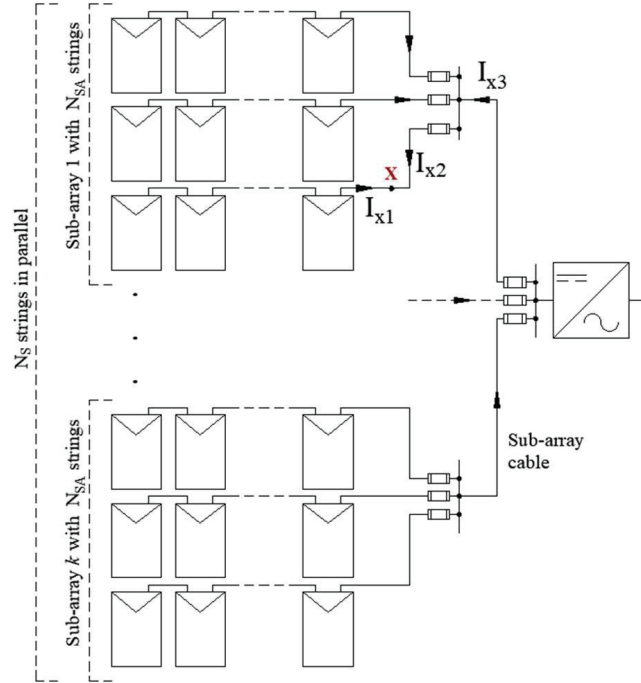 N_S strings in parallel
Sub-array 1 with N_SA strings
I_x3
I_x2
x
I_x1
Sub-array
cable
Sub-array k with N_SA strings